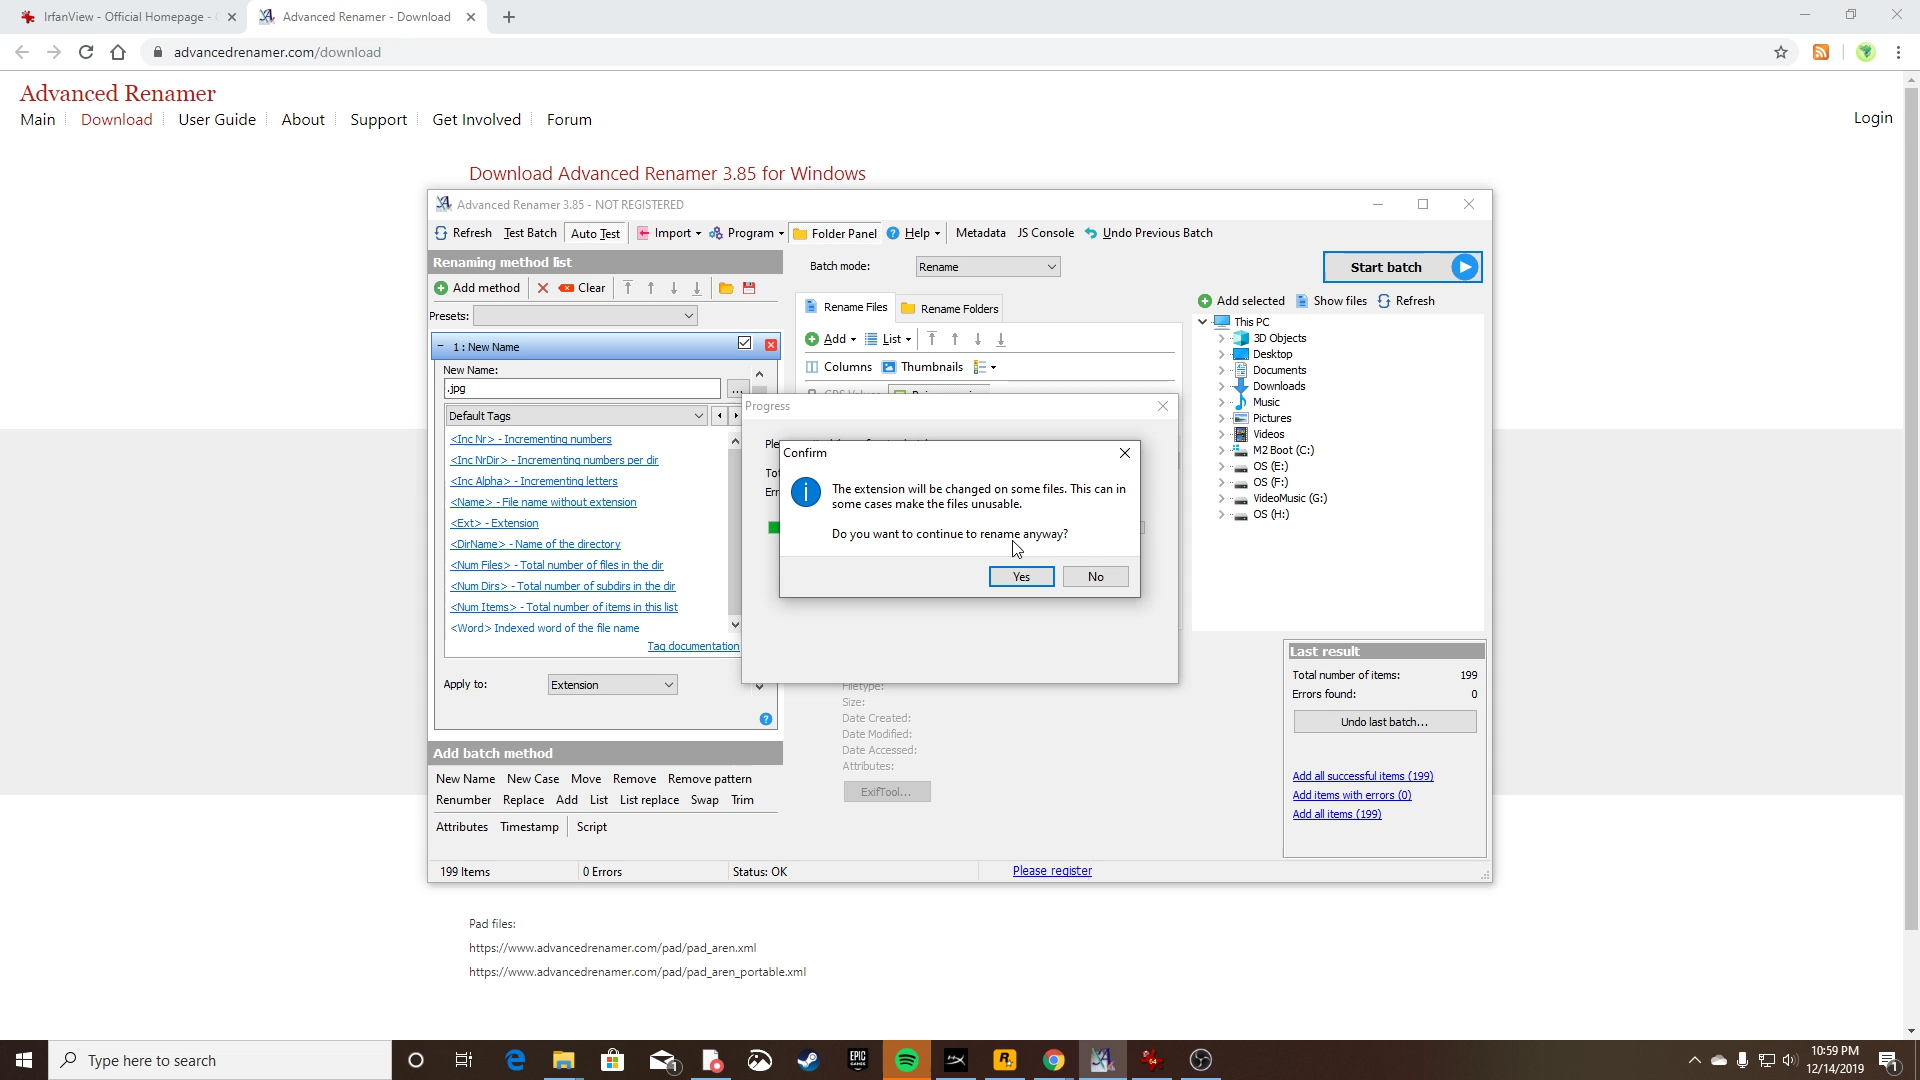 IrfanView - Official Homepage -
Advanced Renamer - Download
advancedrenamer.com/download
Advanced Renamer
Main Download User Guide About Support Get Involved Forum
Login
Download Advanced Renamer 3.85 for Windows
Advanced Renamer 3.85 - NOT REGISTERED
Refresh Test Batch Auto Test Import Program Folder Panel Help Metadata JS Console Undo Previous Batch
Renaming method list
Add method Clear
Presets:
1 : New Name
New Name:
.jpg
...
Default Tags
<Inc Nr> - Incrementing numbers
<Inc NrDir> - Incrementing numbers per dir
<Inc Alpha> - Incrementing letters
<Name> - File name without extension
<Ext> - Extension
<DirName> - Name of the directory
<Num Files> - Total number of files in the dir
<Num Dirs> - Total number of subdirs in the dir
<Num Items> - Total number of items in this list
<Word> Indexed word of the file name
Tag documentation
Apply to: Extension
Add batch method
New Name New Case Move Remove Remove pattern
Renumber Replace Add List List replace Swap Trim
Attributes Timestamp Script
Batch mode: Rename
Start batch
Rename Files Rename Folders
Add List
Columns Thumbnails
Progress
Confirm
The extension will be changed on some files. This can in
some cases make the files unusable.
Do you want to continue to rename anyway?
Yes No
Filetype:
Size:
Date Created:
Date Modified:
Date Accessed:
Attributes:
ExifTool...
Add selected Show files Refresh
This PC
3D Objects
Desktop
Documents
Downloads
Music
Pictures
Videos
M2 Boot (C:)
OS (E:)
OS (F:)
VideoMusic (G:)
OS (H:)
Last result
Total number of items: 199
Errors found: 0
Undo last batch...
Add all successful items (199)
Add items with errors (0)
Add all items (199)
199 Items 0 Errors Status: OK Please register
Pad files:
https://www.advancedrenamer.com/pad/pad_aren.xml
https://www.advancedrenamer.com/pad/pad_aren_portable.xml
Type here to search
10:59 PM
12/14/2019